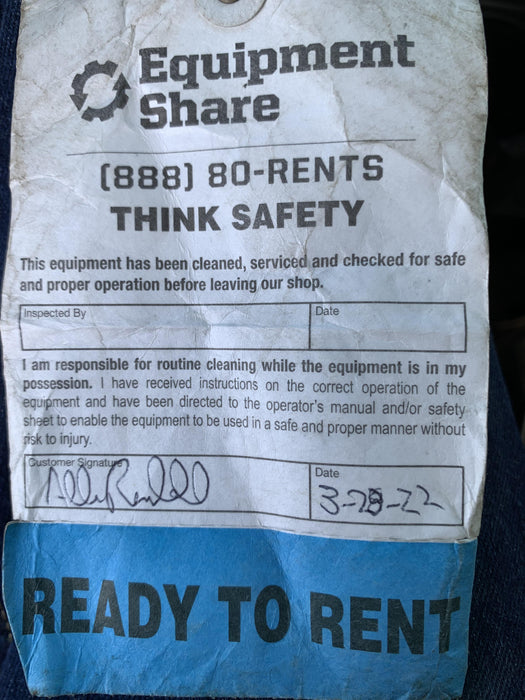 Equipment
Share
(888) 80-RENTS
THINK SAFETY
This equipment has been cleaned, serviced and checked for safe
and proper operation before leaving our shop.
Inspected By
Date
I am responsible for routine cleaning while the equipment is in my
possession. I have received instructions on the correct operation of the
equipment and have been directed to the operator's manual and/or safety
sheet to enable the equipment to be used in a safe and proper manner without
risk to injury.
Customer Signature
Date
3-28-22
READY TO RENT